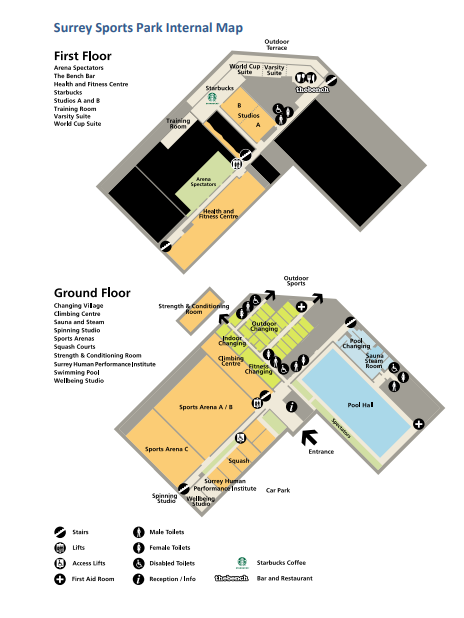 Surrey Sports Park Internal Map
First Floor
Arena Spectators
The Bench Bar
Health and Fitness Centre
Starbucks
Studios A and B
Training Room
Varsity Suite
World Cup Suite
Outdoor
Terrace
World Cup
Suite
Varsity
Suite
Starbucks
thebench
B
Studios
A
Training
Room
Arena
Spectators
Health and
Fitness Centre
Ground Floor
Changing Village
Climbing Centre
Sauna and Steam
Spinning Studio
Sports Arenas
Squash Courts
Strength & Conditioning Room
Surrey Human Performance Institute
Swimming Pool
Wellbeing Studio
Outdoor
Sports
Strength & Conditioning
Room
Outdoor
Changing
Indoor
Changing
Climbing
Centre
Fitness
Changing
Pool
Changing
Sauna
Steam
Room
Sports Arena A / B
Pool Hall
Spectators
Entrance
Sports Arena C
Squash
Surrey Human
Performance Institute
Car Park
Spinning
Studio
Wellbeing
Studio
Stairs
Male Toilets
Lifts
Female Toilets
Access Lifts
Disabled Toilets
Starbucks Coffee
First Aid Room
Reception / Info
thebench
Bar and Restaurant